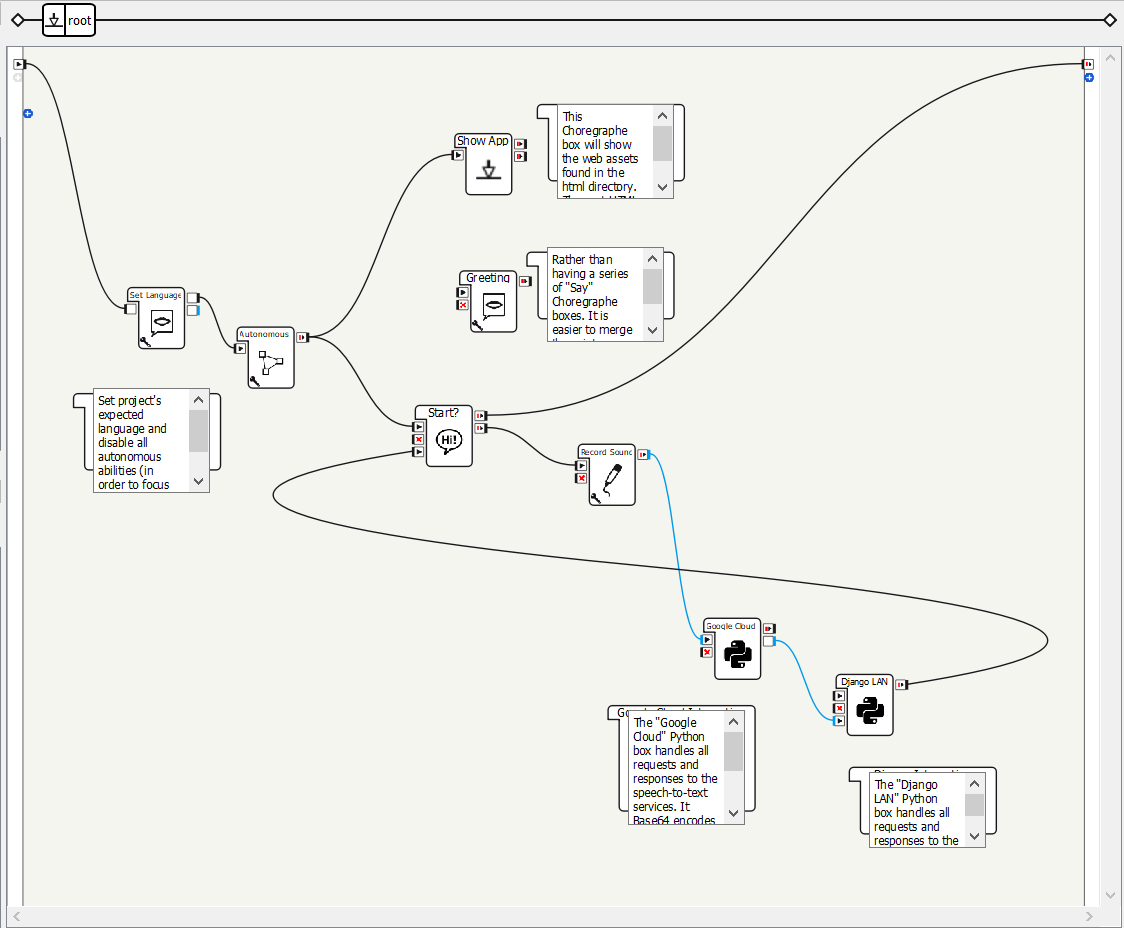 root
Show App
This
Choregraphe
box will show
the web assets
found in the
html directory.
Greeting
Rather than
having a series
of "Say"
Choregraphe
boxes. It is
easier to merge
Set Language
Autonomous
Set project's
expected
language and
disable all
autonomous
abilities (in
order to focus
Start?
Hi!
Record Sound
Google Cloud
Django LAN
The "Google
Cloud" Python
box handles all
requests and
responses to the
speech-to-text
services. It
Base64 encodes
The "Django
LAN" Python
box handles all
requests and
responses to the